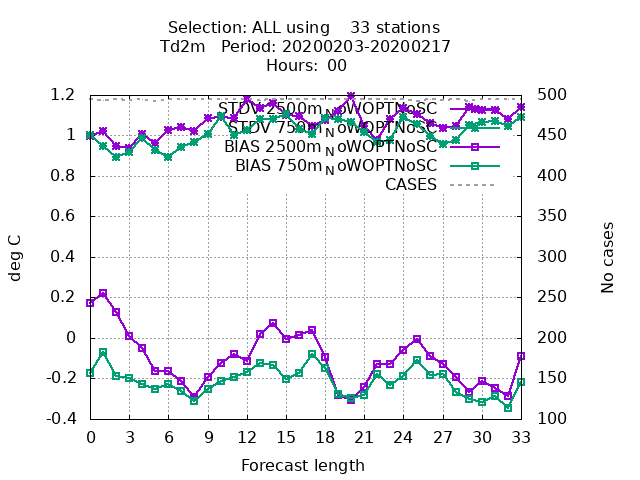 Selection: ALL using 33 stations
Td2m Period: 20200203-20200217
Hours: 00
STDV 2500m_NoWOPTNoSC
STDV 750m_NoWOPTNoSC
BIAS 2500m_NoWOPTNoSC
BIAS 750m_NoWOPTNoSC
CASES
1.2
1
0.8
0.6
0.4
0.2
0
-0.2
-0.4
500
450
400
350
300
250
200
150
100
deg C
No cases
0 3 6 9 12 15 18 21 24 27 30 33
Forecast length